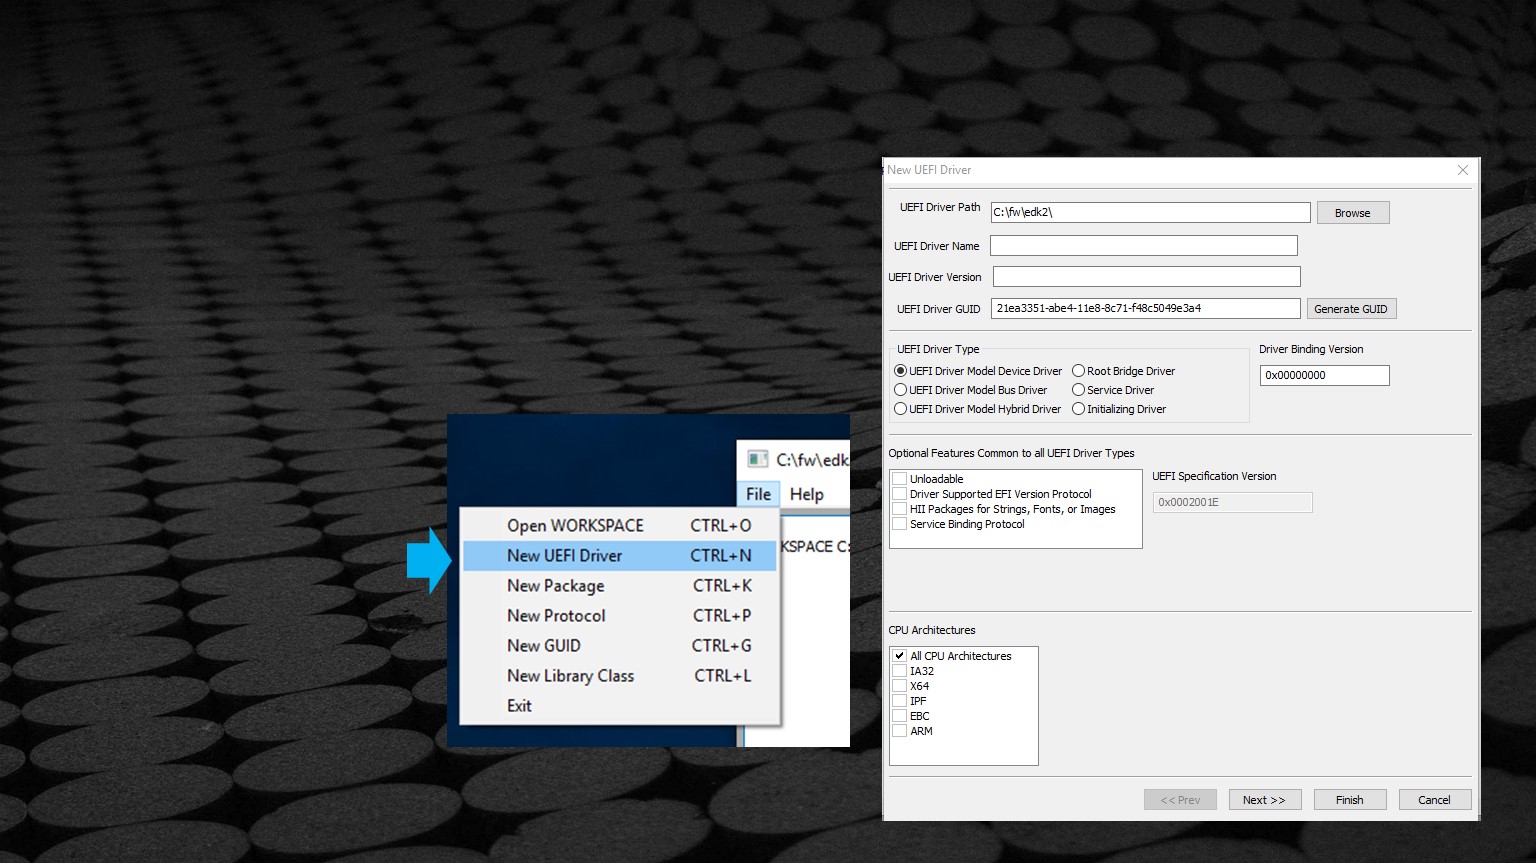 C:\fw\edk
File Help
Open WORKSPACE CTRL+O
New UEFI Driver CTRL+N
KSPACE C:
New Package CTRL+K
New Protocol CTRL+P
New GUID CTRL+G
New Library Class CTRL+L
Exit
New UEFI Driver
UEFI Driver Path C:\fw\edk2\ Browse
UEFI Driver Name
UEFI Driver Version
UEFI Driver GUID 21ea3351-abe4-11e8-8c71-f48c5049e3a4 Generate GUID
UEFI Driver Type Driver Binding Version
UEFI Driver Model Device Driver Root Bridge Driver 0x00000000
UEFI Driver Model Bus Driver Service Driver
UEFI Driver Model Hybrid Driver Initializing Driver
Optional Features Common to all UEFI Driver Types
Unloadable UEFI Specification Version
Driver Supported EFI Version Protocol 0x0002001E
HII Packages for Strings, Fonts, or Images
Service Binding Protocol
CPU Architectures
All CPU Architectures
IA32
X64
IPF
EBC
ARM
<< Prev Next >> Finish Cancel